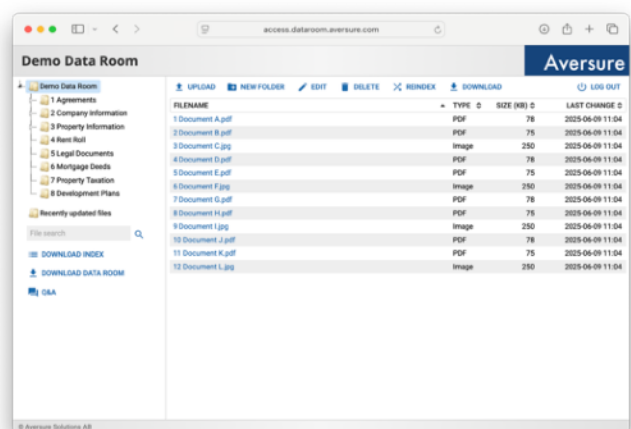 access.dataroom.aversure.com
Demo Data Room
Aversure
Demo Data Room
1 Agreements
2 Company Information
3 Property Information
4 Rent Roll
5 Legal Documents
6 Mortgage Deeds
7 Property Taxation
8 Development Plans
Recently updated files
File search
DOWNLOAD INDEX
DOWNLOAD DATA ROOM
Q&A
UPLOAD NEW FOLDER EDIT DELETE REINDEX DOWNLOAD LOG OUT
FILENAME TYPE SIZE (KB) LAST CHANGE
1 Document A.pdf PDF 78 2025-06-09 11:04
2 Document B.pdf PDF 75 2025-06-09 11:04
3 Document C.jpg Image 250 2025-06-09 11:04
4 Document D.pdf PDF 78 2025-06-09 11:04
5 Document E.pdf PDF 75 2025-06-09 11:04
6 Document F.jpg Image 250 2025-06-09 11:04
7 Document G.pdf PDF 78 2025-06-09 11:04
8 Document H.pdf PDF 75 2025-06-09 11:04
9 Document I.jpg Image 250 2025-06-09 11:04
10 Document J.pdf PDF 78 2025-06-09 11:04
11 Document K.pdf PDF 75 2025-06-09 11:04
12 Document L.jpg Image 250 2025-06-09 11:04
© Aversure Solutions AB